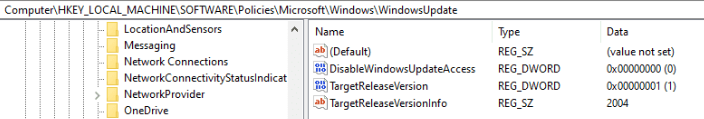 Computer\HKEY_LOCAL_MACHINE\SOFTWARE\Policies\Microsoft\Windows\WindowsUpdate
LocationAndSensors
Messaging
Network Connections
NetworkConnectivityStatusIndicat
NetworkProvider
OneDrive
Name Type Data
(Default) REG_SZ (value not set)
DisableWindowsUpdateAccess REG_DWORD 0x00000000 (0)
TargetReleaseVersion REG_DWORD 0x00000001 (1)
TargetReleaseVersionInfo REG_SZ 2004